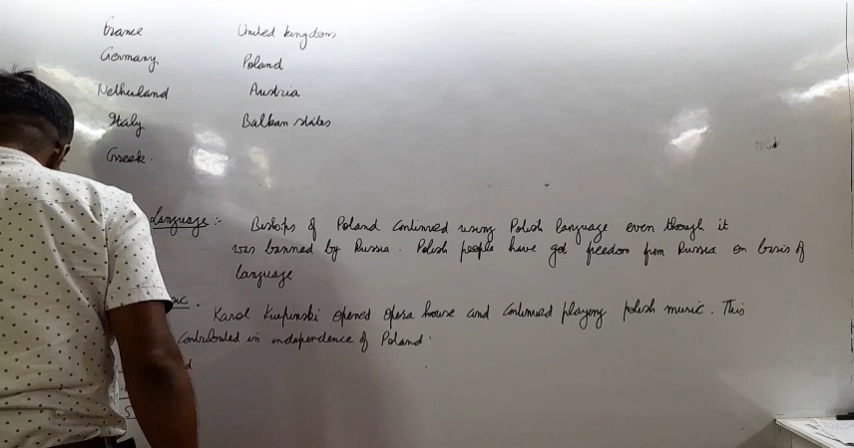 France United kingdom
Germany Poland
Netherland Austria
Italy Balkan states
Greek.
Language :- Bishops of Poland continued using Polish language even though it
was banned by Russia. Polish people have got freedom from Russia on basis of
language
Karol Kurpinski opened opera house and continued playing polish music. This
contributed in independence of Poland.